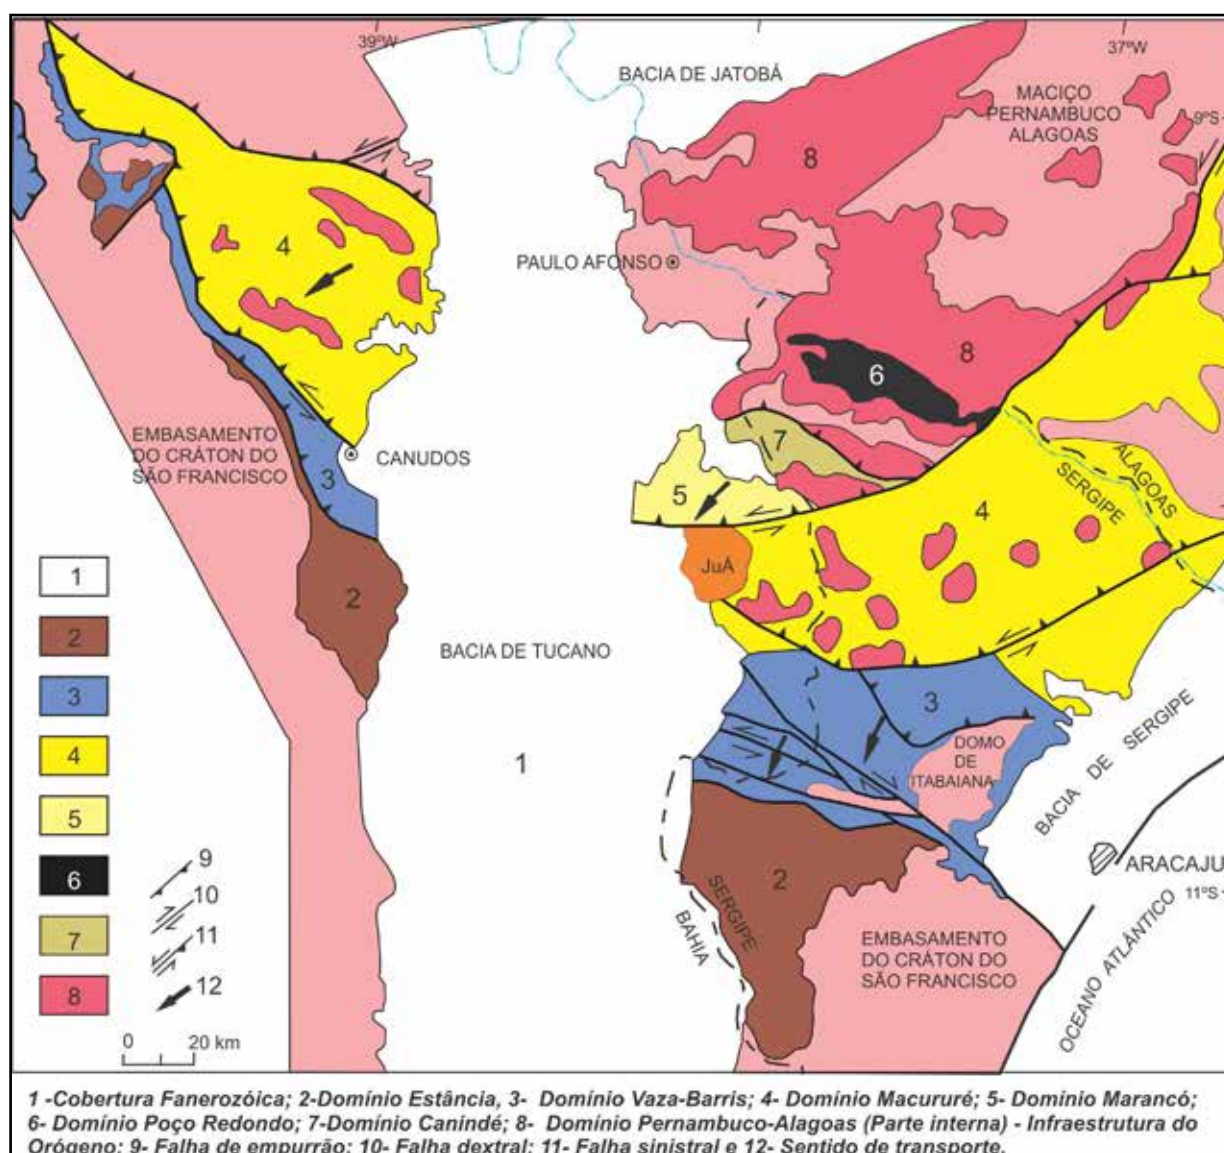 39ºW
37ºW
BACIA DE JATOBÁ
MACIÇO
PERNAMBUCO
ALAGOAS
9ºS
8
4
PAULO AFONSO
8
6
EMBASAMENTO
DO CRÁTON DO
SÃO FRANCISCO
CANUDOS
7
3
5
4
ALAGOAS
SERGIPE
JuÁ
1
2
2
BACIA DE TUCANO
3
3
BACIA DE SERGIPE
4
1
DOMO
DE
ITABAIANA
5
6
9
10
ARACAJU
11ºS
2
SERGIPE
BAHIA
7
11
EMBASAMENTO
DO CRÁTON DO
SÃO FRANCISCO
OCEANO ATLÂNTICO
8
12
0 20 km
1 -Cobertura Fanerozóica; 2-Domínio Estância, 3- Domínio Vaza-Barris; 4- Domínio Macururé; 5- Domínio Marancó;
6- Domínio Poço Redondo; 7-Domínio Canindé; 8- Domínio Pernambuco-Alagoas (Parte interna) - Infraestrutura do
Orógeno; 9- Falha de empurrão; 10- Falha dextral; 11- Falha sinistral e 12- Sentido de transporte.